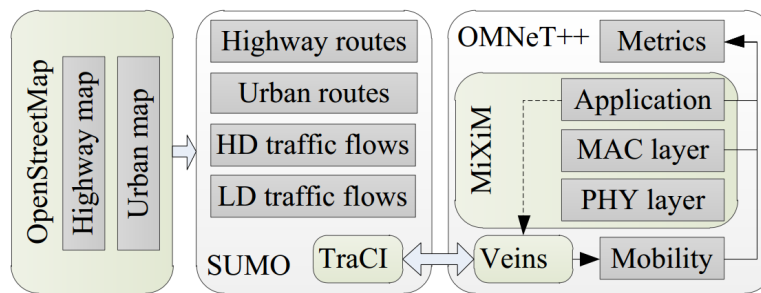 OpenStreetMap
Highway map
Urban map
Highway routes
Urban routes
HD traffic flows
LD traffic flows
SUMO
TraCI
OMNeT++
Metrics
MiXiM
Application
MAC layer
PHY layer
Veins
Mobility